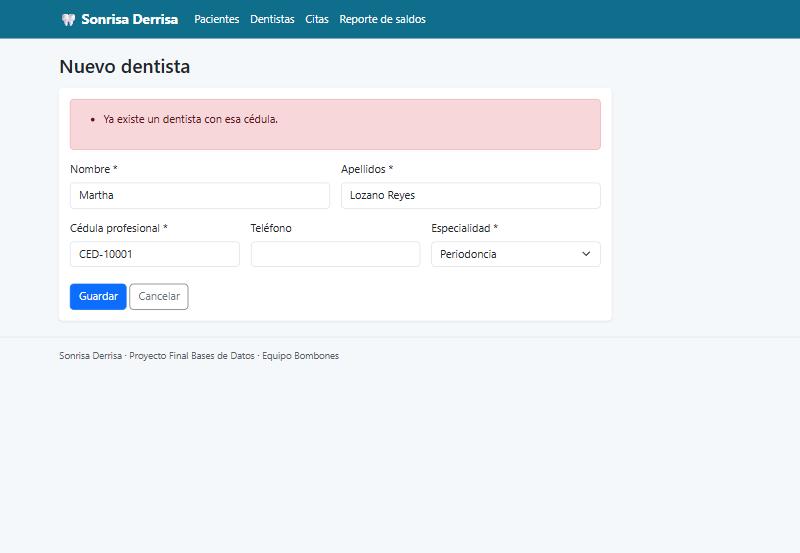 Sonrisa Derrisa Pacientes Dentistas Citas Reporte de saldos
Nuevo dentista
Ya existe un dentista con esa cédula.
Nombre * Apellidos *
Martha Lozano Reyes
Cédula profesional * Teléfono Especialidad *
CED-10001 Periodoncia
Guardar Cancelar
Sonrisa Derrisa · Proyecto Final Bases de Datos · Equipo Bombones